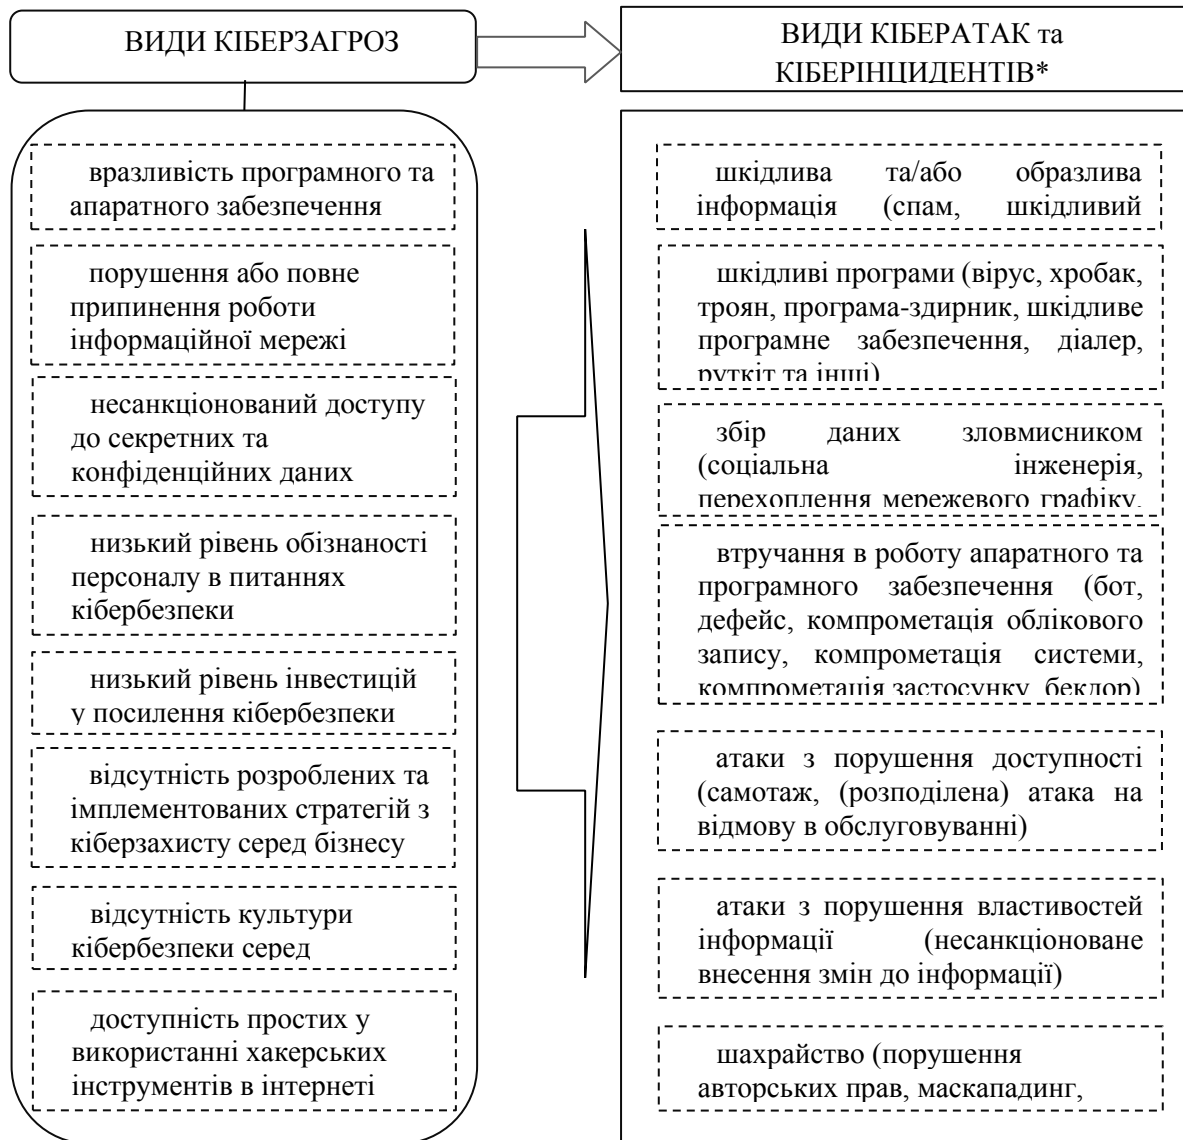 ВИДИ КІБЕРЗАГРОЗ
ВИДИ КІБЕРАТАК та
КІБЕРІНЦИДЕНТІВ*
вразливість програмного та
апаратного забезпечення
порушення або повне
припинення роботи
інформаційної мережі
несанкціонований доступу
до секретних та
конфіденційних даних
низький рівень обізнаності
персоналу в питаннях
кібербезпеки
низький рівень інвестицій
у посилення кібербезпеки
відсутність розроблених та
імплементованих стратегій з
кіберзахисту серед бізнесу
відсутність культури
кібербезпеки серед
доступність простих у
використанні хакерських
інструментів в інтернеті
шкідлива та/або образлива
інформація (спам, шкідливий
шкідливі програми (вірус, хробак,
троян, програма-здирник, шкідливе
програмне забезпечення, діалер,
руткіт та інші)
збір даних зловмисником
(соціальна інженерія,
перехоплення мережевого графіку,
втручання в роботу апаратного та
програмного забезпечення (бот,
дефейс, компрометація облікового
запису, компрометація системи,
компрометація застосунку, бекдор)
атаки з порушення доступності
(самотаж, (розподілена) атака на
відмову в обслуговуванні)
атаки з порушення властивостей
інформації (несанкціоноване
внесення змін до інформації)
шахрайство (порушення
авторських прав, маскападинг,